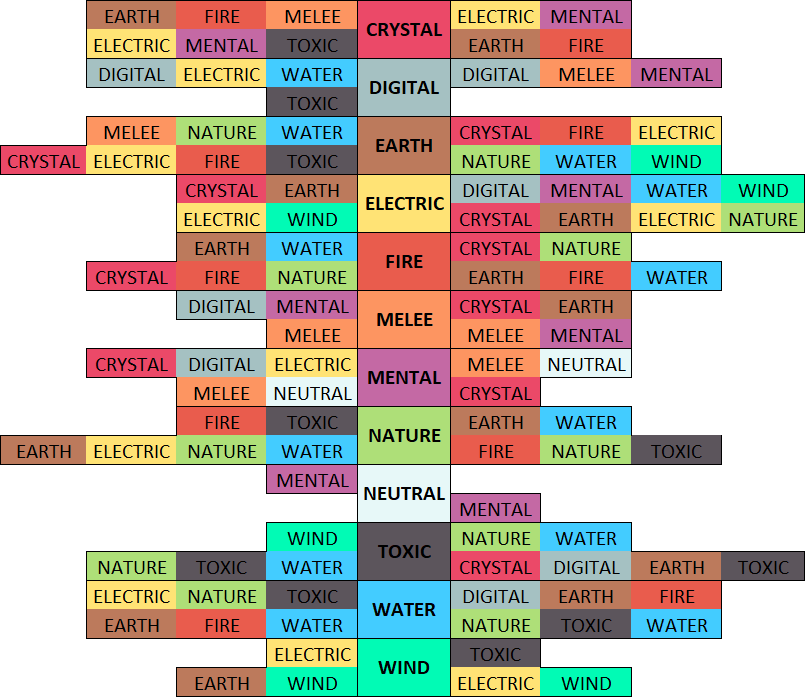 EARTH FIRE MELEE ELECTRIC MENTAL
CRYSTAL
ELECTRIC MENTAL TOXIC EARTH FIRE
DIGITAL ELECTRIC WATER DIGITAL MELEE MENTAL
DIGITAL
TOXIC
MELEE NATURE WATER CRYSTAL FIRE ELECTRIC
EARTH
CRYSTAL ELECTRIC FIRE TOXIC NATURE WATER WIND
CRYSTAL EARTH DIGITAL MENTAL WATER WIND
ELECTRIC
ELECTRIC WIND CRYSTAL EARTH ELECTRIC NATURE
EARTH WATER CRYSTAL NATURE
FIRE
CRYSTAL FIRE NATURE EARTH FIRE WATER
DIGITAL MENTAL CRYSTAL EARTH
MELEE
MELEE MELEE MENTAL
CRYSTAL DIGITAL ELECTRIC MELEE NEUTRAL
MENTAL
MELEE NEUTRAL CRYSTAL
FIRE TOXIC EARTH WATER
NATURE
EARTH ELECTRIC NATURE WATER FIRE NATURE TOXIC
MENTAL
NEUTRAL
MENTAL
WIND NATURE WATER
TOXIC
NATURE TOXIC WATER CRYSTAL DIGITAL EARTH TOXIC
ELECTRIC NATURE TOXIC DIGITAL EARTH FIRE
WATER
EARTH FIRE WATER NATURE TOXIC WATER
ELECTRIC TOXIC
WIND
EARTH WIND ELECTRIC WIND